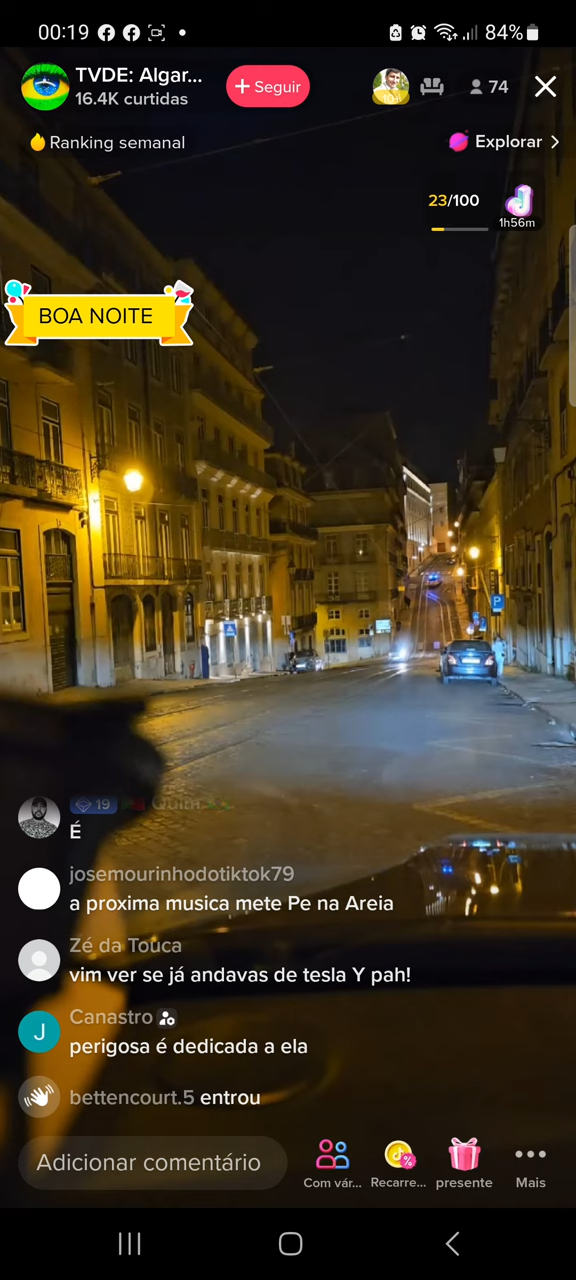 00:19
84%
TVDE: Algar...
16.4K curtidas
+ Seguir
74
Ranking semanal
Explorar
23/100
1h56m
BOA NOITE
P
19
É
josemourinhodotiktok79
a proxima musica mete Pe na Areia
Zé da Touca
vim ver se já andavas de tesla Y pah!
Canastro
J
perigosa é dedicada a ela
bettencourt.5 entrou
Adicionar comentário
Com vár...
Recarre...
presente
Mais